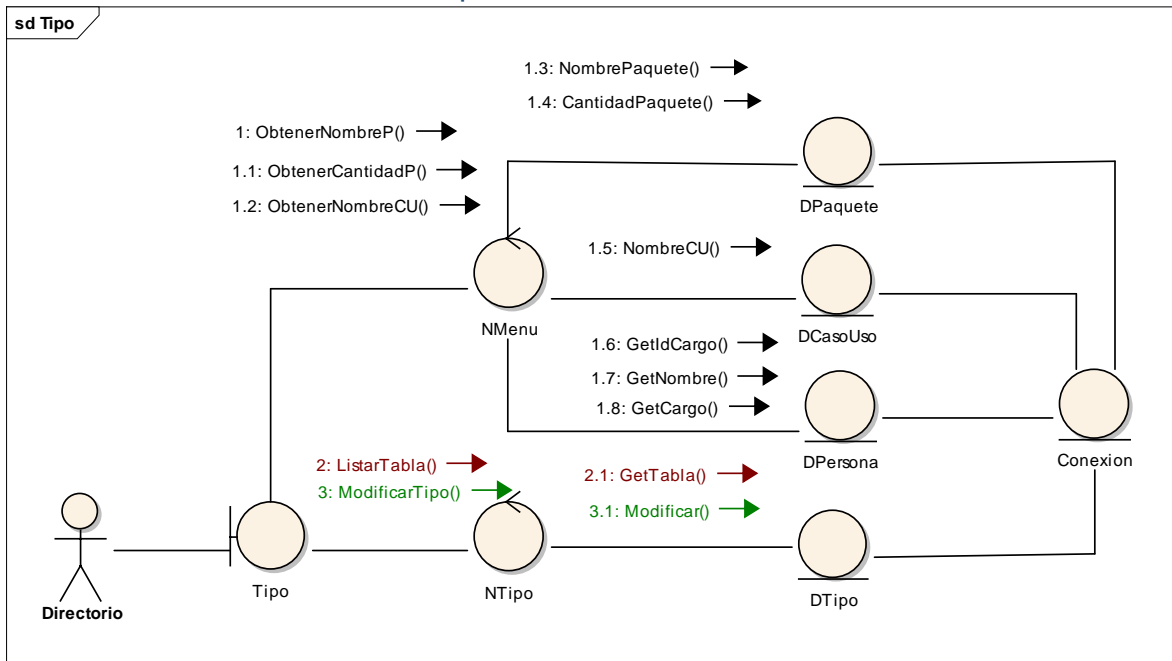 sd Tipo
1.3: NombrePaquete()
1.4: CantidadPaquete()
1: ObtenerNombreP()
1.1: ObtenerCantidadP()
1.2: ObtenerNombreCU()
DPaquete
1.5: NombreCU()
NMenu
DCasoUso
1.6: GetIdCargo()
1.7: GetNombre()
1.8: GetCargo()
DPersona
Conexion
2: ListarTabla()
3: ModificarTipo()
2.1: GetTabla()
3.1: Modificar()
Tipo
NTipo
DTipo
Directorio